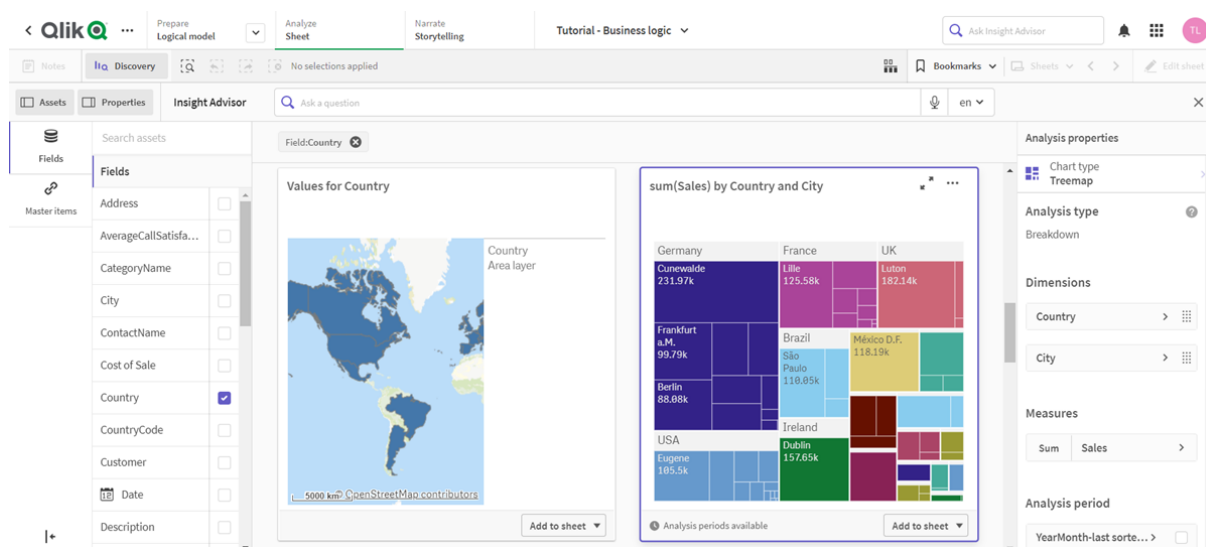 Qlik
Prepare
Logical model
Analyze
Sheet
Narrate
Storytelling
Tutorial - Business logic
Ask Insight Advisor
TL
Notes
Discovery
No selections applied
Bookmarks
Sheets
Edit sheet
Assets
Properties
Insight Advisor
Ask a question
en
Fields
Master items
Search assets
Fields
Address
AverageCallSatisfa...
CategoryName
City
ContactName
Cost of Sale
Country
CountryCode
Customer
Date
Description
Field:Country
Values for Country
Country
Area layer
5000 km
© OpenStreetMap contributors
Add to sheet
sum(Sales) by Country and City
Germany
Cunewalde
231.97k
Frankfurt
a.M.
99.79k
Berlin
88.08k
USA
Eugene
105.5k
France
Lille
125.58k
Brazil
São
Paulo
110.05k
Ireland
Dublin
157.65k
UK
Luton
182.14k
México D.F.
118.19k
Analysis periods available
Add to sheet
Analysis properties
Chart type
Treemap
Analysis type
Breakdown
Dimensions
Country
City
Measures
Sum
Sales
Analysis period
YearMonth-last sorte...